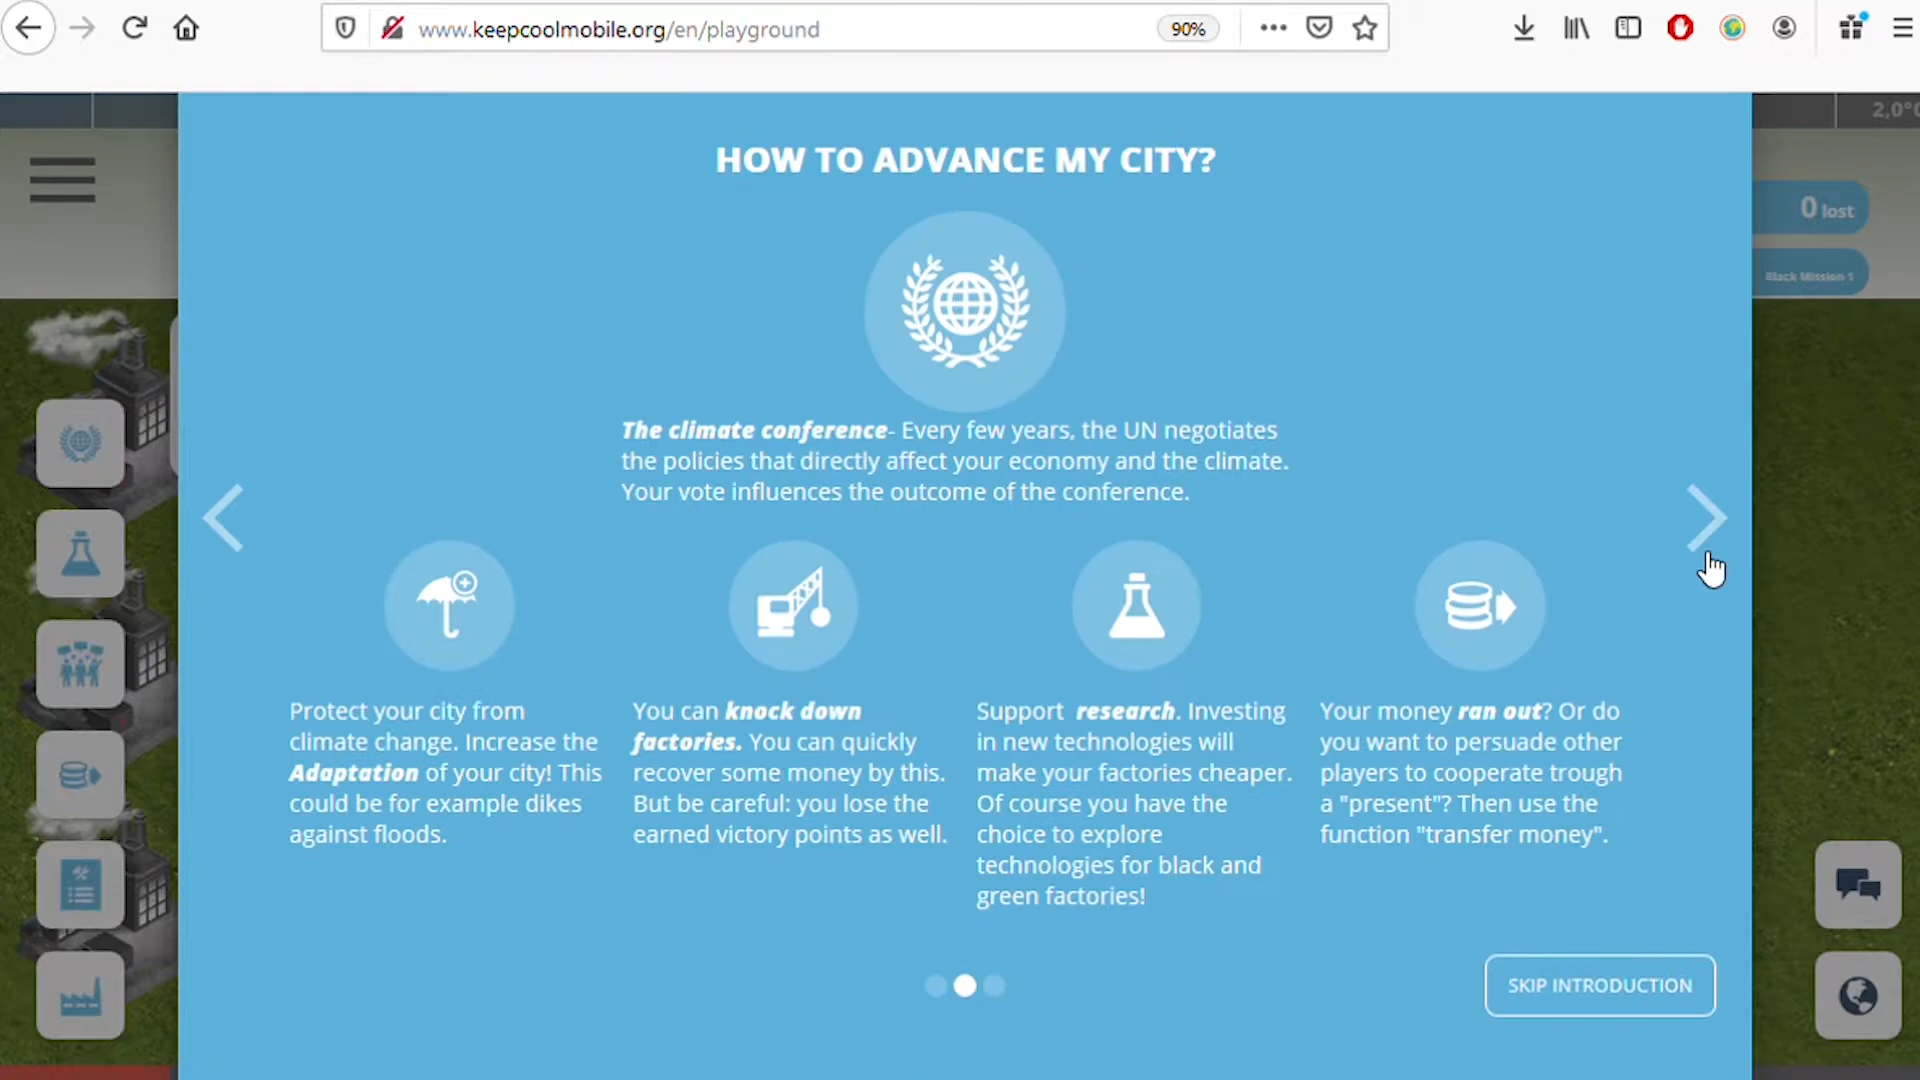 www.keepcoolmobile.org/en/playground
90%
2,0°C
0 lost
Black Mission 1
HOW TO ADVANCE MY CITY?
The climate conference- Every few years, the UN negotiates
the policies that directly affect your economy and the climate.
Your vote influences the outcome of the conference.
Protect your city from
climate change. Increase the
Adaptation of your city! This
could be for example dikes
against floods.
You can knock down
factories. You can quickly
recover some money by this.
But be careful: you lose the
earned victory points as well.
Support research. Investing
in new technologies will
make your factories cheaper.
Of course you have the
choice to explore
technologies for black and
green factories!
Your money ran out? Or do
you want to persuade other
players to cooperate trough
a "present"? Then use the
function "transfer money".
SKIP INTRODUCTION